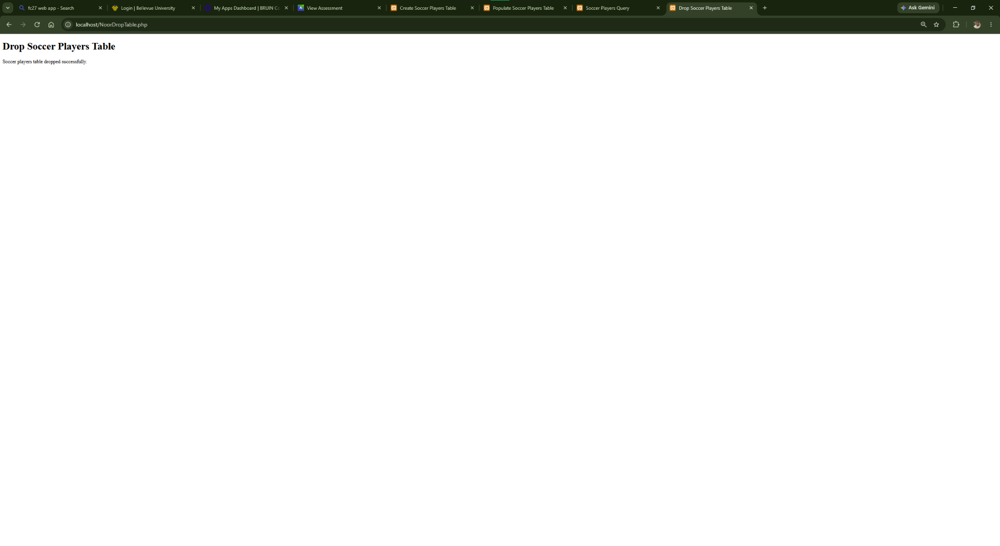 fc27 web app - Search
Login | Bellevue University
My Apps Dashboard | BRUIN Co
View Assessment
Create Soccer Players Table
Populate Soccer Players Table
Soccer Players Query
Drop Soccer Players Table
Ask Gemini
localhost/NoorDropTable.php
Drop Soccer Players Table
Soccer players table dropped successfully.